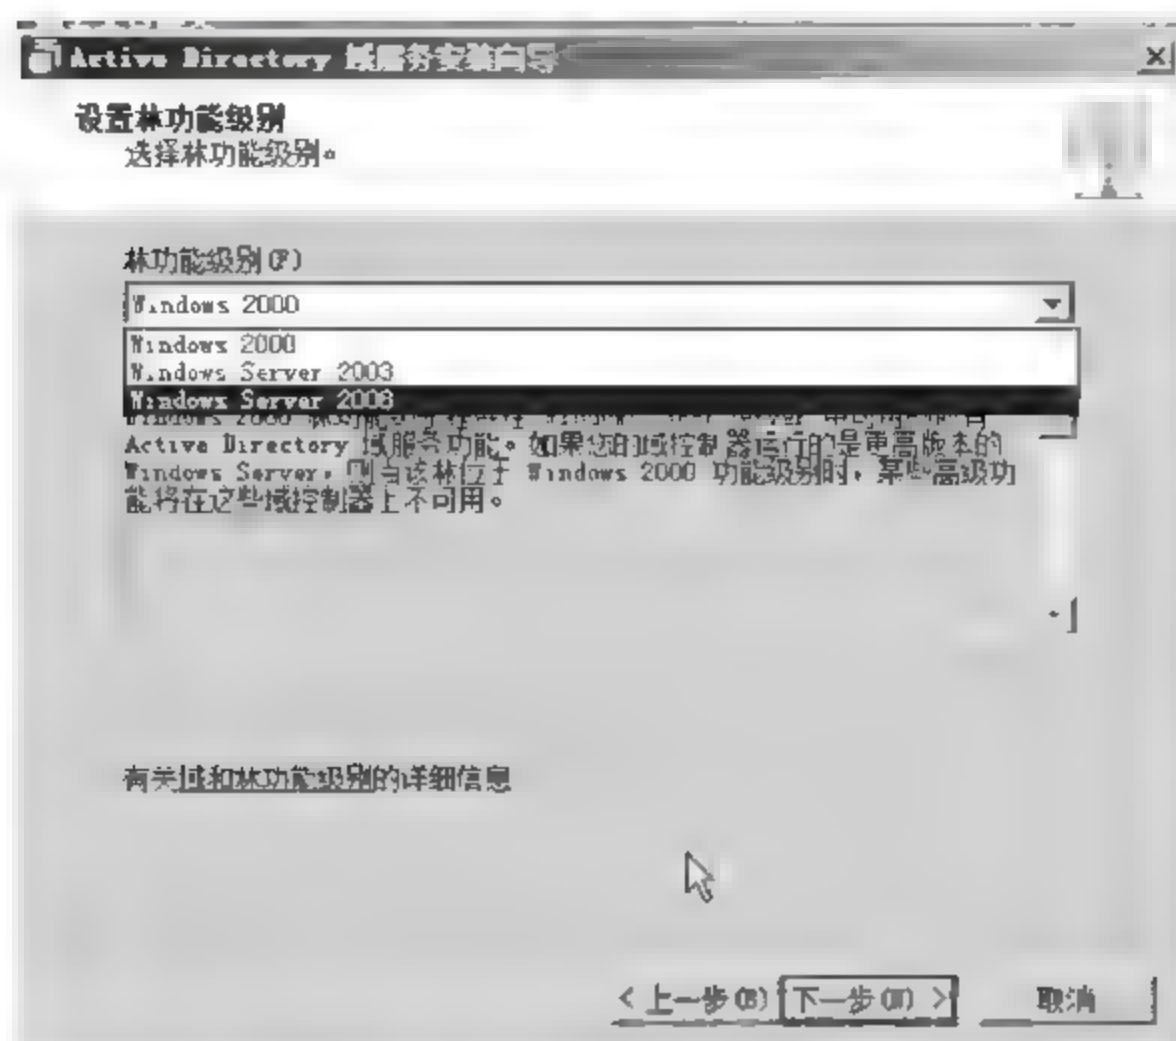 Active Directory 域服务安装向导
设置林功能级别
选择林功能级别。
林功能级别(F)
Windows 2000
Windows 2000
Windows Server 2003
Windows Server 2008
Windows 2000
Active Directory 域服务功能。如果您的域控制器运行的是更高版本的
Windows Server，则当该林位于 Windows 2000 功能级别时，某些高级功
能将在这些域控制器上不可用。
有关域和林功能级别的详细信息
< 上一步(B)
下一步(N) >
取消